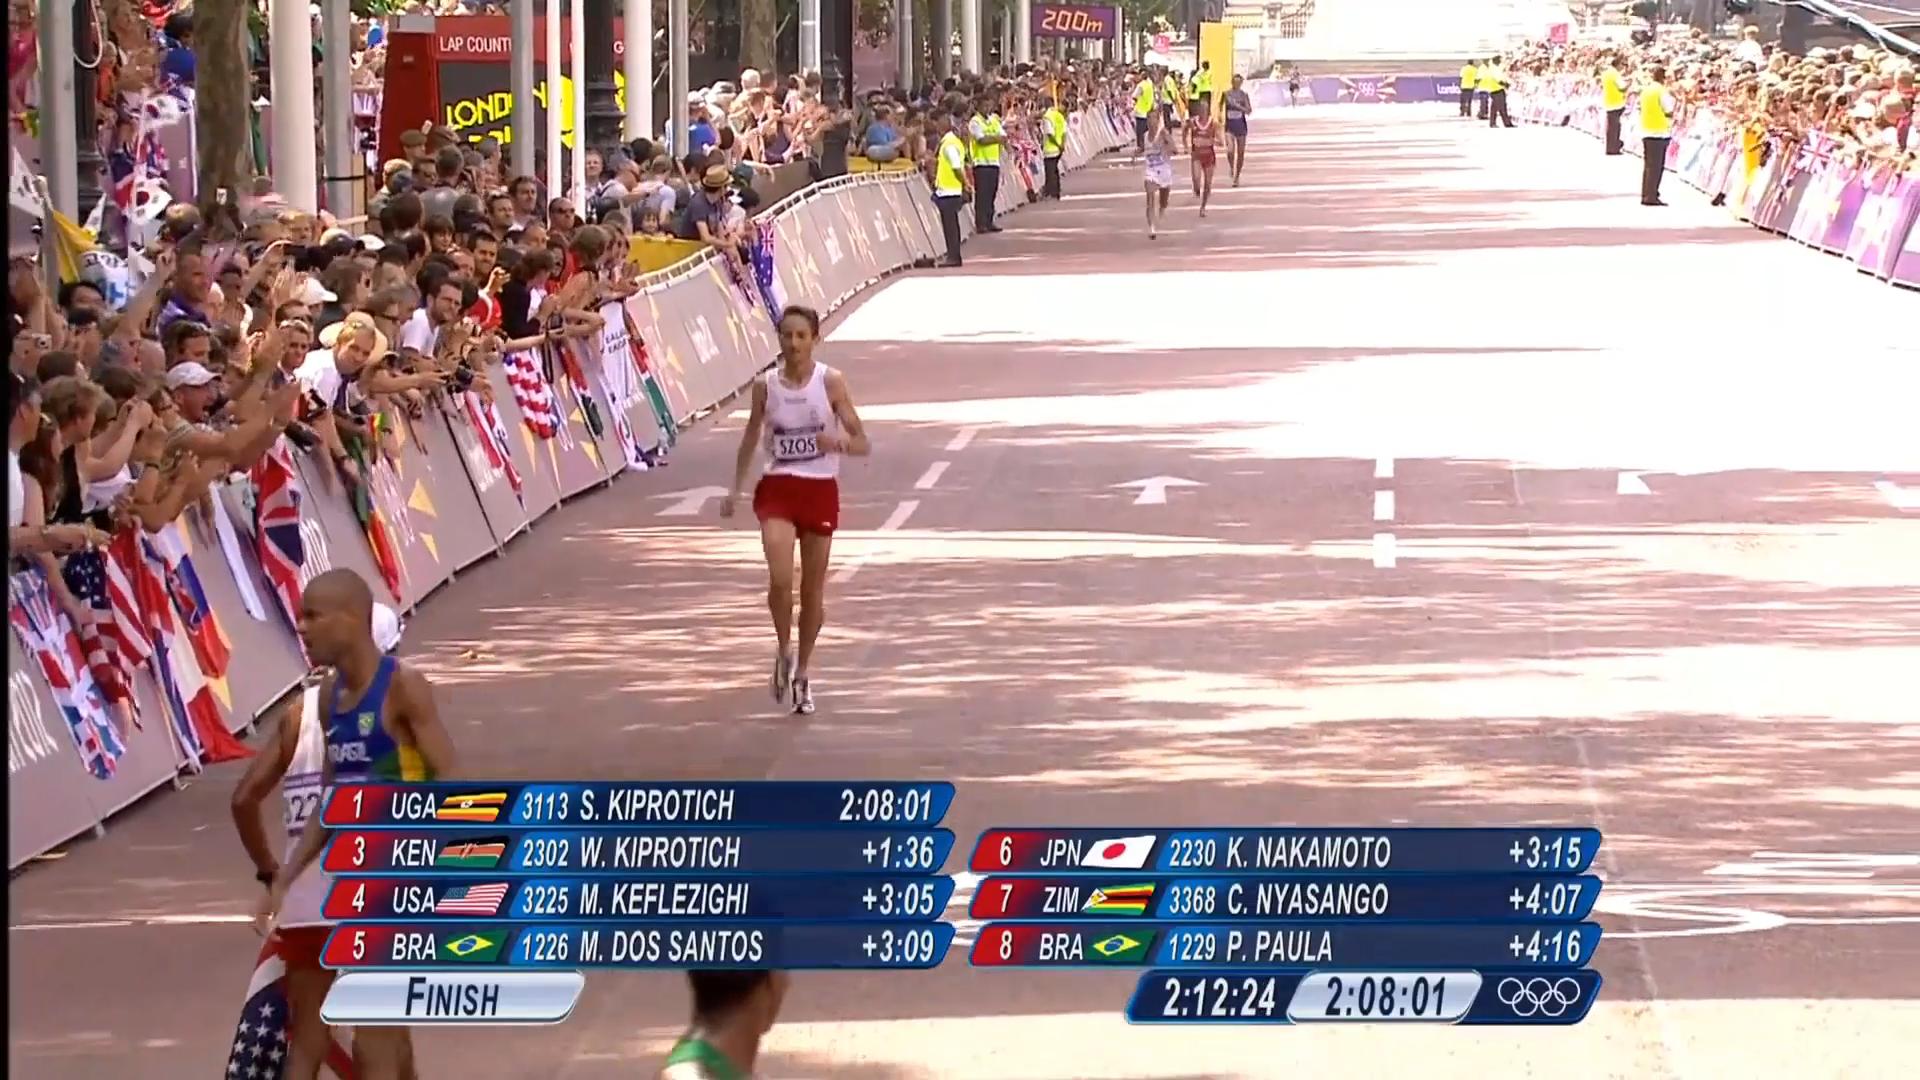 200m
LAP COUNT
LONDON
SZOST
BRASIL
1 UGA 3113 S. KIPROTICH 2:08:01
3 KEN 2302 W. KIPROTICH +1:36
4 USA 3225 M. KEFLEZIGHI +3:05
5 BRA 1226 M. DOS SANTOS +3:09
6 JPN 2230 K. NAKAMOTO +3:15
7 ZIM 3368 C. NYASANGO +4:07
8 BRA 1229 P. PAULA +4:16
FINISH
2:12:24 2:08:01